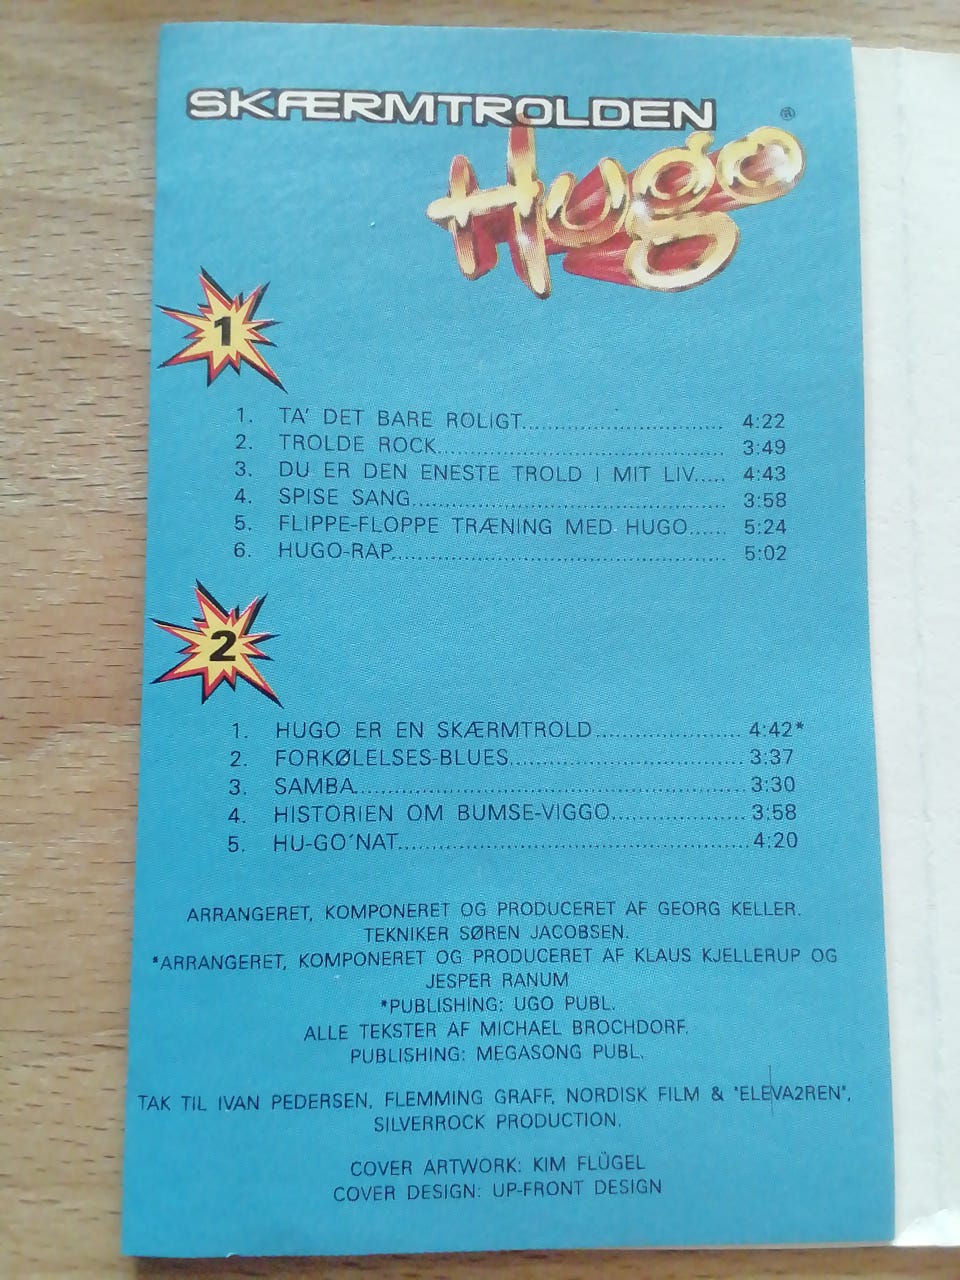 SKÆRMTROLDEN ®
Hugo
1
1. TA' DET BARE ROLIGT........................... 4:22
2. TROLDE ROCK........................................ 3:49
3. DU ER DEN ENESTE TROLD I MIT LIV..... 4:43
4. SPISE SANG........................................... 3:58
5. FLIPPE-FLOPPE TRÆNING MED HUGO...... 5:24
6. HUGO-RAP.............................................. 5:02
2
1. HUGO ER EN SKÆRMTROLD.................... 4:42*
2. FORKØLELSES-BLUES................................ 3:37
3. SAMBA..................................................... 3:30
4. HISTORIEN OM BUMSE-VIGGO................. 3:58
5. HU-GO´NAT.............................................. 4:20
ARRANGERET, KOMPONERET OG PRODUCERET AF GEORG KELLER.
TEKNIKER SØREN JACOBSEN.
*ARRANGERET, KOMPONERET OG PRODUCERET AF KLAUS KJELLERUP OG
JESPER RANUM
*PUBLISHING: UGO PUBL.
ALLE TEKSTER AF MICHAEL BROCHDORF.
PUBLISHING: MEGASONG PUBL.
TAK TIL IVAN PEDERSEN, FLEMMING GRAFF, NORDISK FILM & "ELEVA2REN",
SILVERROCK PRODUCTION.
COVER ARTWORK: KIM FLÜGEL
COVER DESIGN: UP-FRONT DESIGN